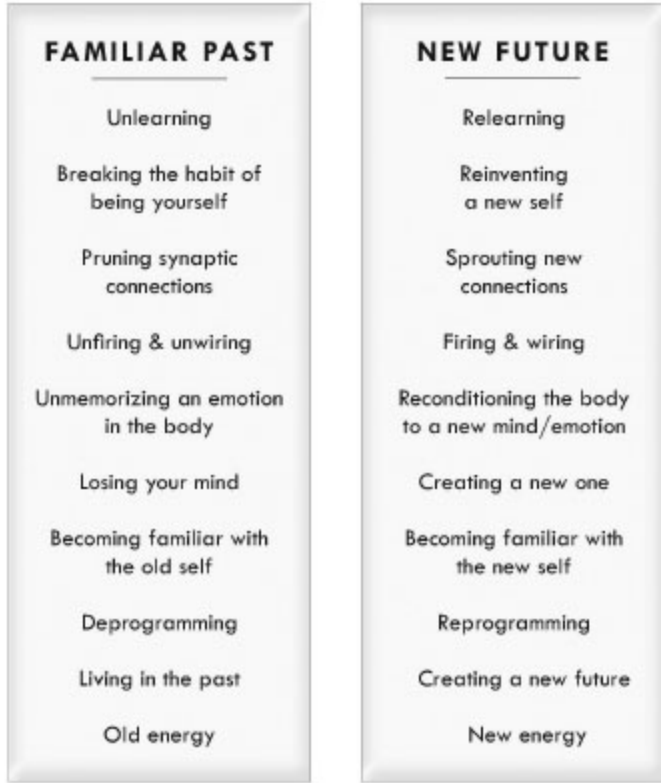 FAMILIAR PAST
Unlearning
Breaking the habit of
being yourself
Pruning synaptic
connections
Unfiring & unwiring
Unmemorizing an emotion
in the body
Losing your mind
Becoming familiar with
the old self
Deprogramming
Living in the past
Old energy
NEW FUTURE
Relearning
Reinventing
a new self
Sprouting new
connections
Firing & wiring
Reconditioning the body
to a new mind/emotion
Creating a new one
Becoming familiar with
the new self
Reprogramming
Creating a new future
New energy